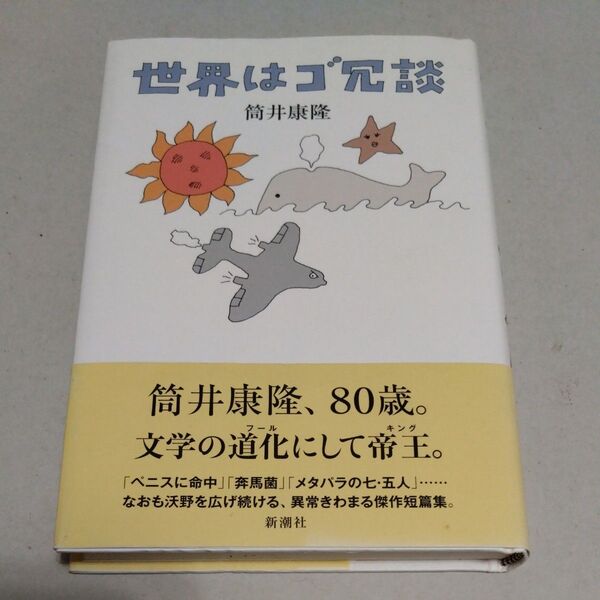 世界はゴ冗談
筒井康隆
筒井康隆、80歳。
フール キング
文学の道化にして帝王。
「ペニスに命中」「奔馬菌」「メタパラの七・五人」……
なおも沃野を広げ続ける、異常きわまる傑作短篇集。
新潮社